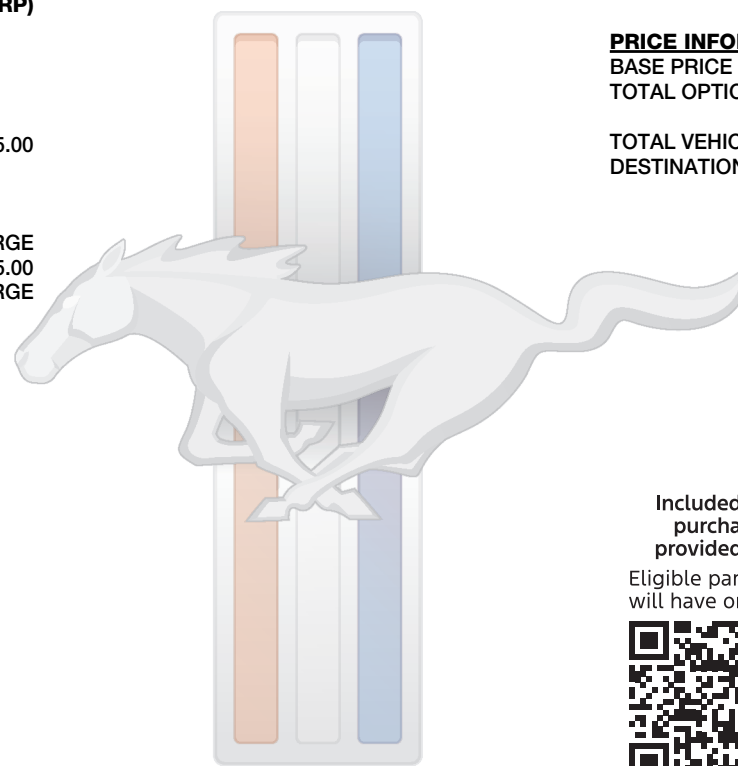 RP)
5.00
RGE
5.00
RGE
PRICE INFO
BASE PRICE
TOTAL OPTIO
TOTAL VEHIC
DESTINATION
Included
purcha
provided
Eligible par
will have o